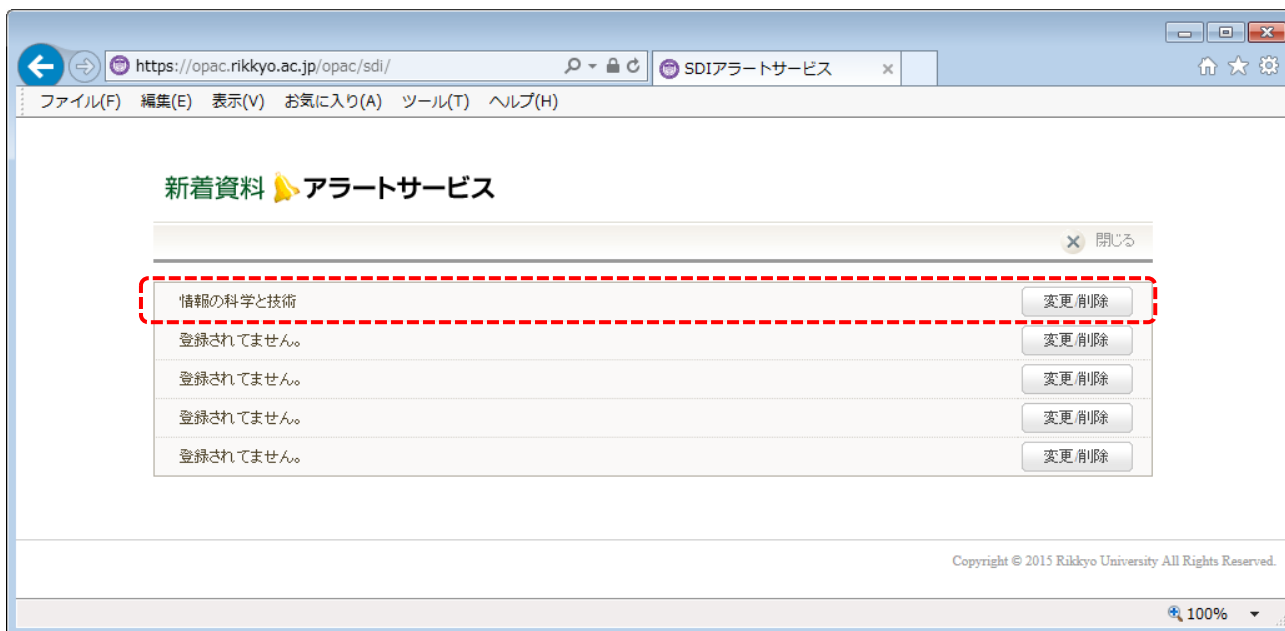 https://opac.rikkyo.ac.jp/opac/sdi/ SDIアラートサービス
ファイル(F) 編集(E) 表示(V) お気に入り(A) ツール(T) ヘルプ(H)
新着資料 アラートサービス
閉じる
情報の科学と技術 変更/削除
登録されてません。 変更/削除
登録されてません。 変更/削除
登録されてません。 変更/削除
登録されてません。 変更/削除
Copyright © 2015 Rikkyo University All Rights Reserved.
100%